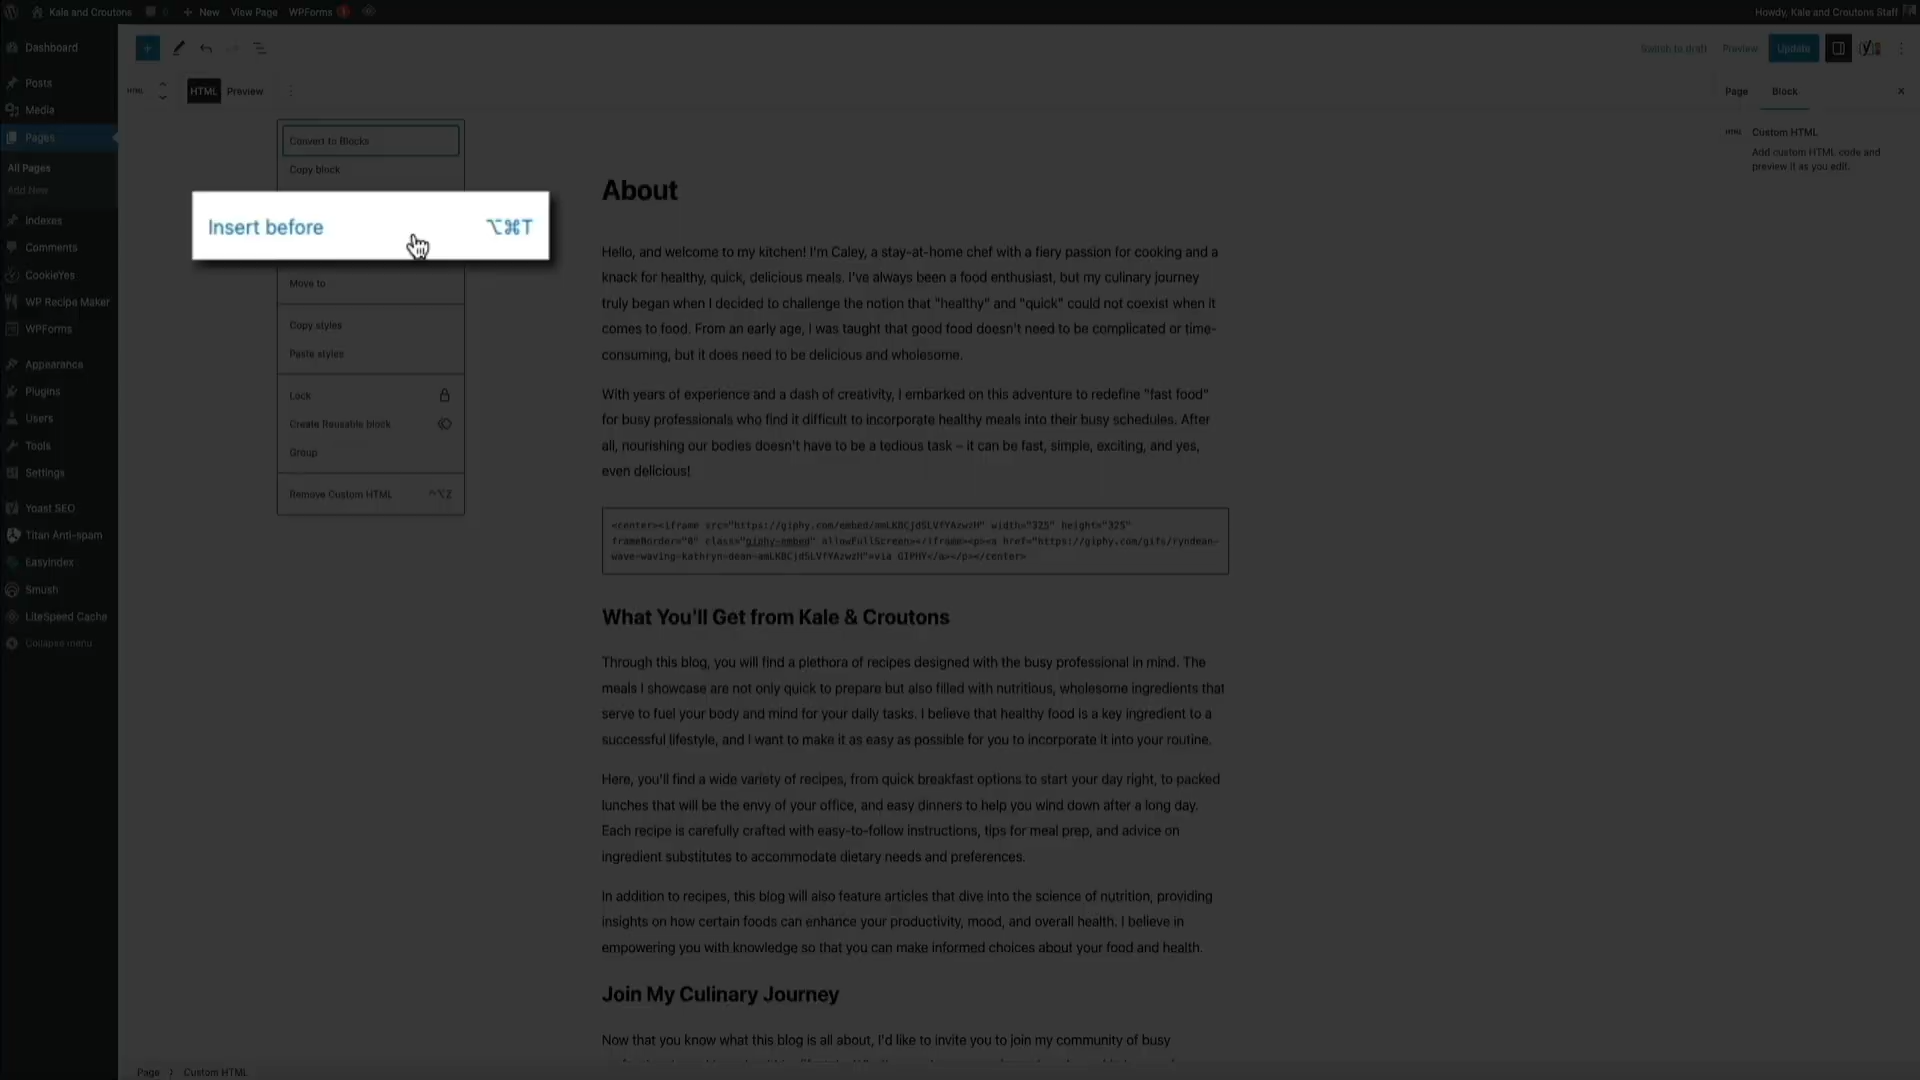 Kale and Croutons 0 + New View Page WPForms 1 Howdy, Kale and Croutons Staff
Dashboard
Posts
Media
Pages
All Pages
Add New
Indexes
Comments
CookieYes
WP Recipe Maker
WPForms
Appearance
Plugins
Users
Tools
Settings
Yoast SEO
Titan Anti-spam
EasyIndex
Smush
LiteSpeed Cache
Collapse menu
Switch to draft Preview Update
HTML HTML Preview
Convert to Blocks
Copy block
Insert before ⌥⌘T
Move to
Copy styles
Paste styles
Lock
Create Reusable block
Group
Remove Custom HTML ^⌥Z
About
Hello, and welcome to my kitchen! I'm Caley, a stay-at-home chef with a fiery passion for cooking and a
knack for healthy, quick, delicious meals. I've always been a food enthusiast, but my culinary journey
truly began when I decided to challenge the notion that "healthy" and "quick" could not coexist when it
comes to food. From an early age, I was taught that good food doesn't need to be complicated or time-
consuming, but it does need to be delicious and wholesome.
With years of experience and a dash of creativity, I embarked on this adventure to redefine "fast food"
for busy professionals who find it difficult to incorporate healthy meals into their busy schedules. After
all, nourishing our bodies doesn't have to be a tedious task – it can be fast, simple, exciting, and yes,
even delicious!
<center><iframe src="https://giphy.com/embed/amLKBCjdSLVfYAzwzH" width="325" height="325"
frameBorder="0" class="giphy-embed" allowFullScreen></iframe><p><a href="https://giphy.com/gifs/ryndean-
wave-waving-kathryn-dean-amLKBCjdSLVfYAzwzH">via GIPHY</a></p></center>
What You'll Get from Kale & Croutons
Through this blog, you will find a plethora of recipes designed with the busy professional in mind. The
meals I showcase are not only quick to prepare but also filled with nutritious, wholesome ingredients that
serve to fuel your body and mind for your daily tasks. I believe that healthy food is a key ingredient to a
successful lifestyle, and I want to make it as easy as possible for you to incorporate it into your routine.
Here, you'll find a wide variety of recipes, from quick breakfast options to start your day right, to packed
lunches that will be the envy of your office, and easy dinners to help you wind down after a long day.
Each recipe is carefully crafted with easy-to-follow instructions, tips for meal prep, and advice on
ingredient substitutes to accommodate dietary needs and preferences.
In addition to recipes, this blog will also feature articles that dive into the science of nutrition, providing
insights on how certain foods can enhance your productivity, mood, and overall health. I believe in
empowering you with knowledge so that you can make informed choices about your food and health.
Join My Culinary Journey
Now that you know what this blog is all about, I'd like to invite you to join my community of busy
Page Block
HTML Custom HTML
Add custom HTML code and
preview it as you edit.
Page > Custom HTML